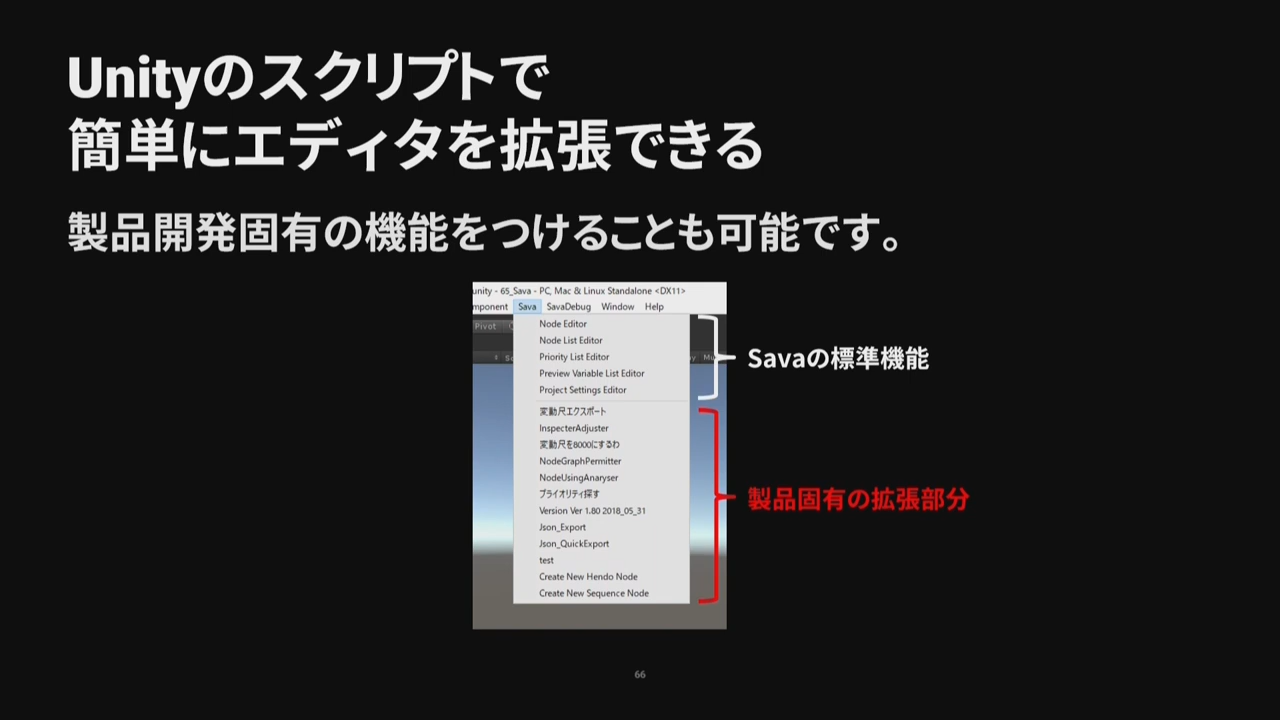 Unityのスクリプトで
簡単にエディタを拡張できる
製品開発固有の機能をつけることも可能です。
unity - 65_Sava - PC, Mac & Linux Standalone <DX11>
mponent Sava SavaDebug Window Help
Pivot
Node Editor
Node List Editor
Priority List Editor
Preview Variable List Editor
Project Settings Editor
Savaの標準機能
変動尺エクスポート
InspecterAdjuster
変動尺を8000にするわ
NodeGraphPermitter
NodeUsingAnaryser
プライオリティ探す
Version Ver 1.80 2018_05_31
Json_Export
Json_QuickExport
test
Create New Hendo Node
Create New Sequence Node
製品固有の拡張部分
66